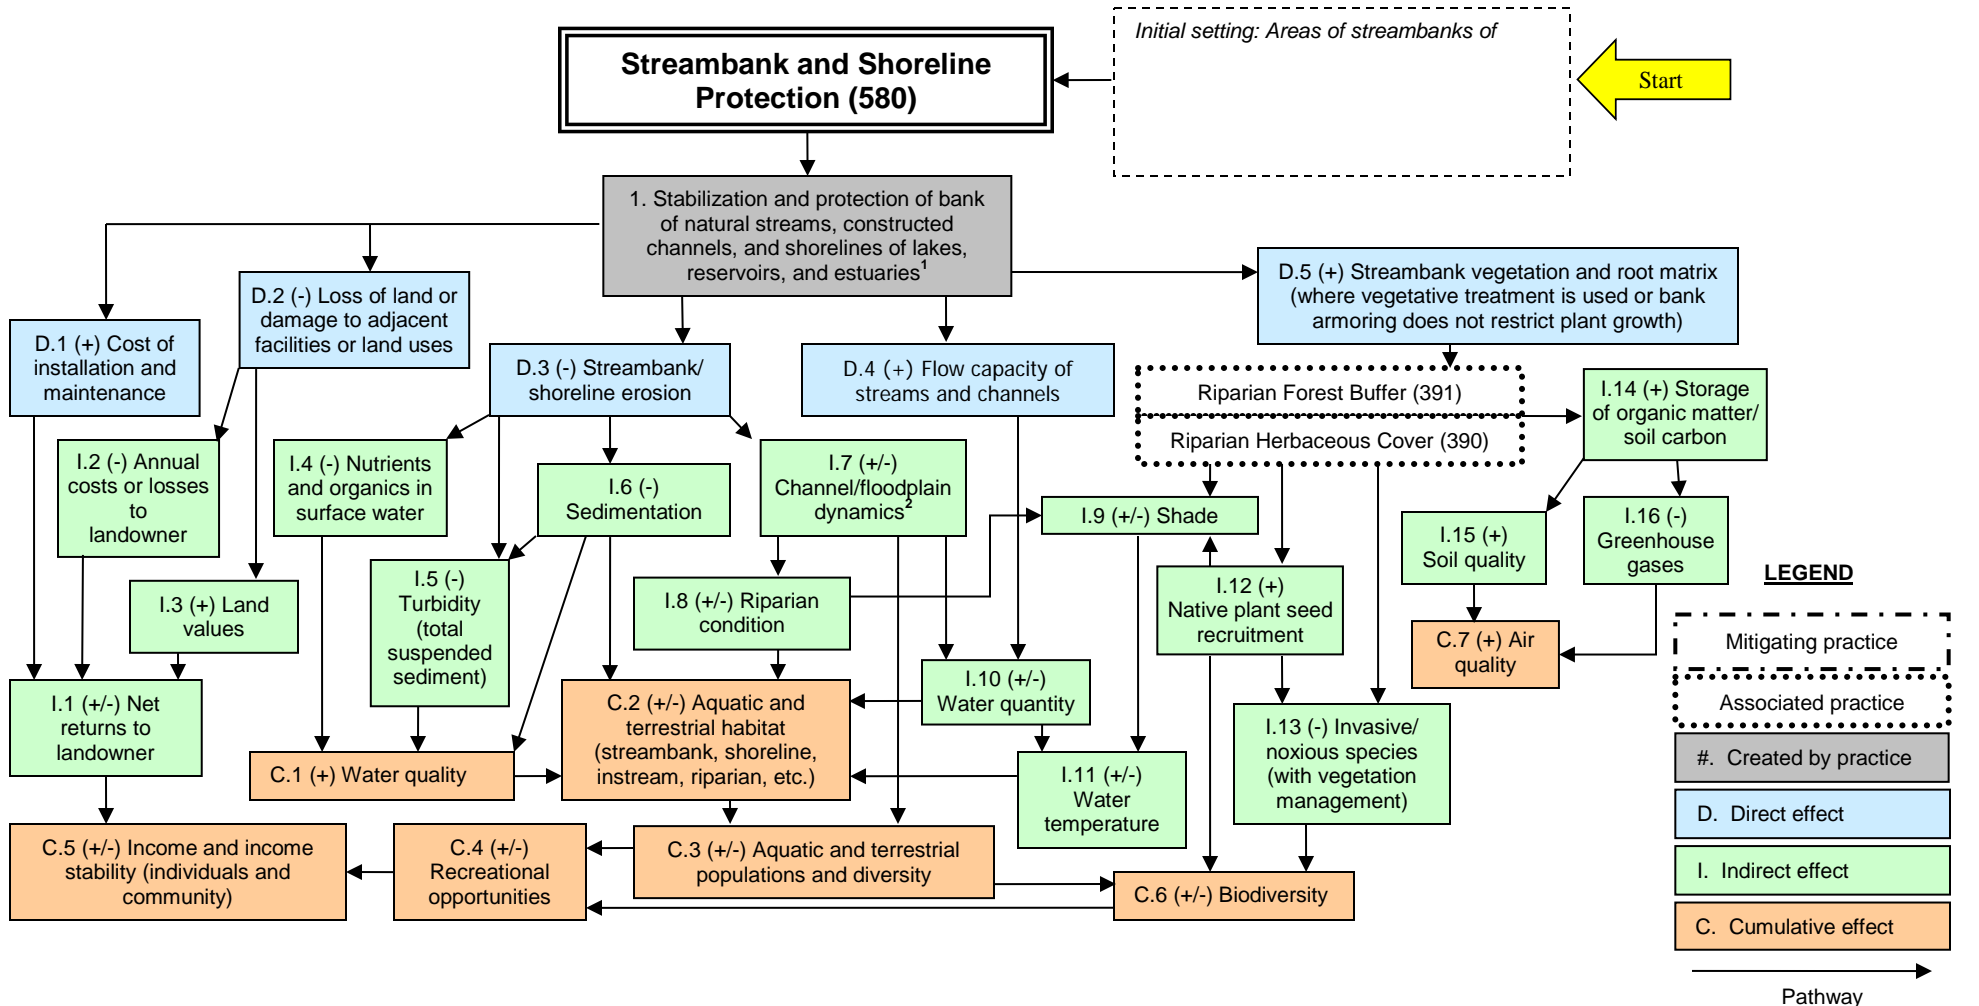 Initial setting: Areas of streambanks of
Streambank and Shoreline
Protection (580)
Start
1. Stabilization and protection of bank
of natural streams, constructed
channels, and shorelines of lakes,
reservoirs, and estuaries1
D.1 (+) Cost of
installation and
maintenance
D.2 (-) Loss of land or
damage to adjacent
facilities or land uses
D.3 (-) Streambank/
shoreline erosion
D.4 (+) Flow capacity of
streams and channels
D.5 (+) Streambank vegetation and root matrix
(where vegetative treatment is used or bank
armoring does not restrict plant growth)
Riparian Forest Buffer (391)
Riparian Herbaceous Cover (390)
I.14 (+) Storage
of organic matter/
soil carbon
I.2 (-) Annual
costs or losses
to
landowner
I.4 (-) Nutrients
and organics in
surface water
I.6 (-)
Sedimentation
I.7 (+/-)
Channel/floodplain
dynamics2
I.9 (+/-) Shade
I.15 (+)
Soil quality
I.16 (-)
Greenhouse
gases
I.3 (+) Land
values
I.5 (-)
Turbidity
(total
suspended
sediment)
I.8 (+/-) Riparian
condition
I.12 (+)
Native plant seed
recruitment
C.7 (+) Air
quality
I.1 (+/-) Net
returns to
landowner
C.1 (+) Water quality
C.2 (+/-) Aquatic and
terrestrial habitat
(streambank, shoreline,
instream, riparian, etc.)
I.10 (+/-)
Water quantity
I.11 (+/-)
Water
temperature
I.13 (-) Invasive/
noxious species
(with vegetation
management)
C.5 (+/-) Income and income
stability (individuals and
community)
C.4 (+/-)
Recreational
opportunities
C.3 (+/-) Aquatic and terrestrial
populations and diversity
C.6 (+/-) Biodiversity
LEGEND
Mitigating practice
Associated practice
#. Created by practice
D. Direct effect
I. Indirect effect
C. Cumulative effect
Pathway